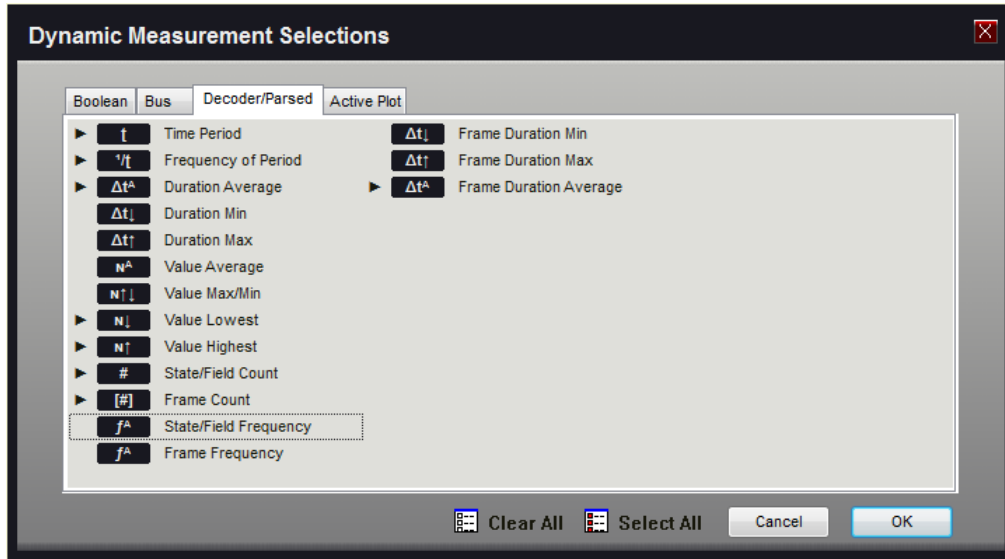 Dynamic Measurement Selections
Boolean Bus Decoder/Parsed Active Plot
ț Time Period
¹/ț Frequency of Period
Δtᴬ Duration Average
Δt↓ Duration Min
Δt↑ Duration Max
Nᴬ Value Average
N↑↓ Value Max/Min
N↓ Value Lowest
N↑ Value Highest
# State/Field Count
[#] Frame Count
ƒᴬ State/Field Frequency
ƒᴬ Frame Frequency
Δt↓ Frame Duration Min
Δt↑ Frame Duration Max
Δtᴬ Frame Duration Average
Clear All Select All Cancel OK